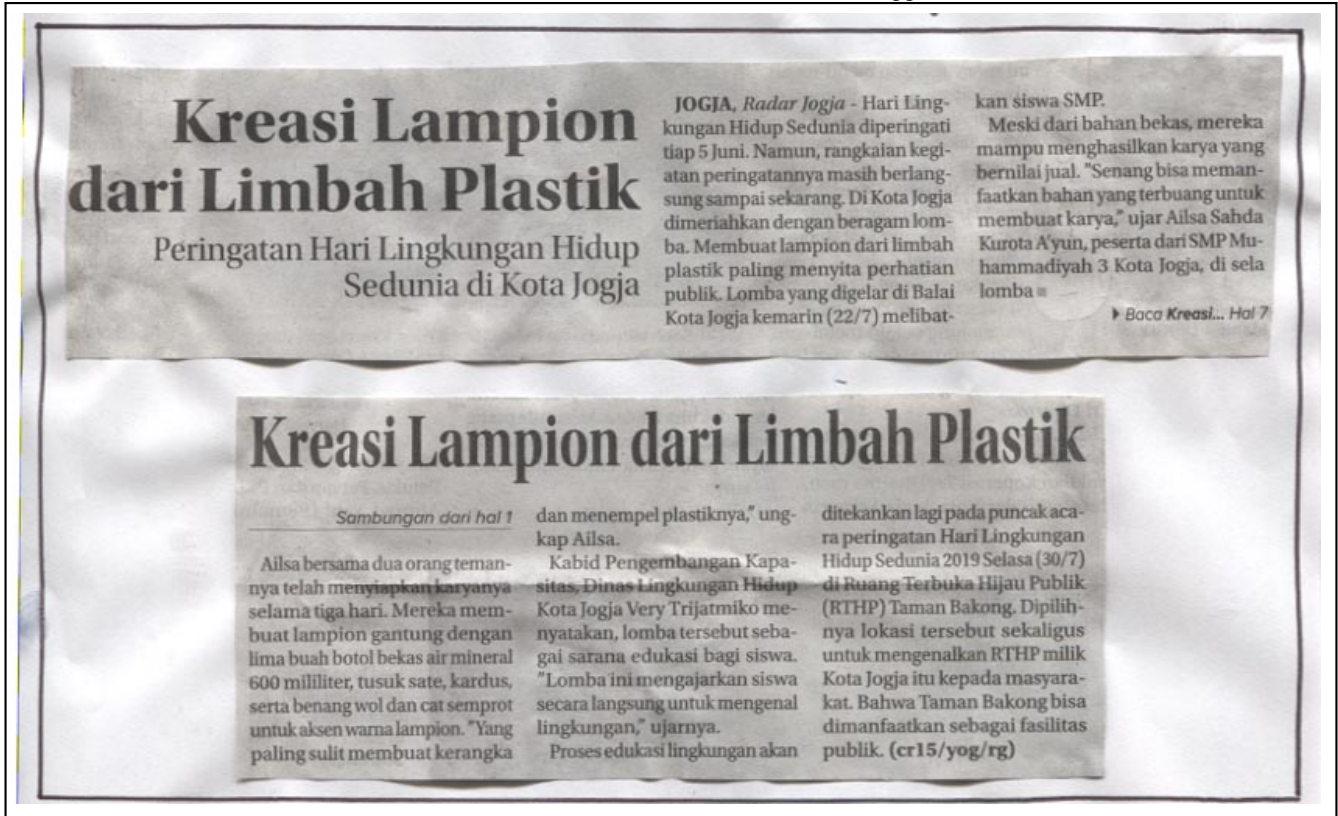 Kreasi Lampion
dari Limbah Plastik
Peringatan Hari Lingkungan Hidup
Sedunia di Kota Jogja
JOGJA, Radar Jogja - Hari Ling-
kungan Hidup Sedunia diperingati
tiap 5 Juni. Namun, rangkaian kegi-
atan peringatannya masih berlang-
sung sampai sekarang. Di Kota Jogja
dimeriahkan dengan beragam lom-
ba. Membuat lampion dari limbah
plastik paling menyita perhatian
publik. Lomba yang digelar di Balai
Kota Jogja kemarin (22/7) melibat-
kan siswa SMP.
Meski dari bahan bekas, mereka
mampu menghasilkan karya yang
bernilai jual. "Senang bisa meman-
faatkan bahan yang terbuang untuk
membuat karya," ujar Ailsa Sahda
Kurota A'yun, peserta dari SMP Mu-
hammadiyah 3 Kota Jogja, di sela
lomba
Baca Kreasi... Hal 7
Kreasi Lampion dari Limbah Plastik
Sambungan dari hal 1
Ailsa bersama dua orang teman-
nya telah menyiapkan karyanya
selama tiga hari. Mereka mem-
buat lampion gantung dengan
lima buah botol bekas air mineral
600 mililiter, tusuk sate, kardus,
serta benang wol dan cat semprot
untuk aksen warna lampion. "Yang
paling sulit membuat kerangka
dan menempel plastiknya," ung-
kap Ailsa.
Kabid Pengembangan Kapa-
sitas, Dinas Lingkungan Hidup
Kota Jogja Very Trijatmiko me-
nyatakan, lomba tersebut seba-
gai sarana edukasi bagi siswa.
"Lomba ini mengajarkan siswa
secara langsung untuk mengenal
lingkungan," ujarnya.
Proses edukasi lingkungan akan
ditekankan lagi pada puncak aca-
ra peringatan Hari Lingkungan
Hidup Sedunia 2019 Selasa (30/7)
di Ruang Terbuka Hijau Publik
(RTHP) Taman Bakong. Dipilih-
nya lokasi tersebut sekaligus
untuk mengenalkan RTHP milik
Kota Jogja itu kepada masyara-
kat. Bahwa Taman Bakong bisa
dimanfaatkan sebagai fasilitas
publik. (cr15/yog/rg)